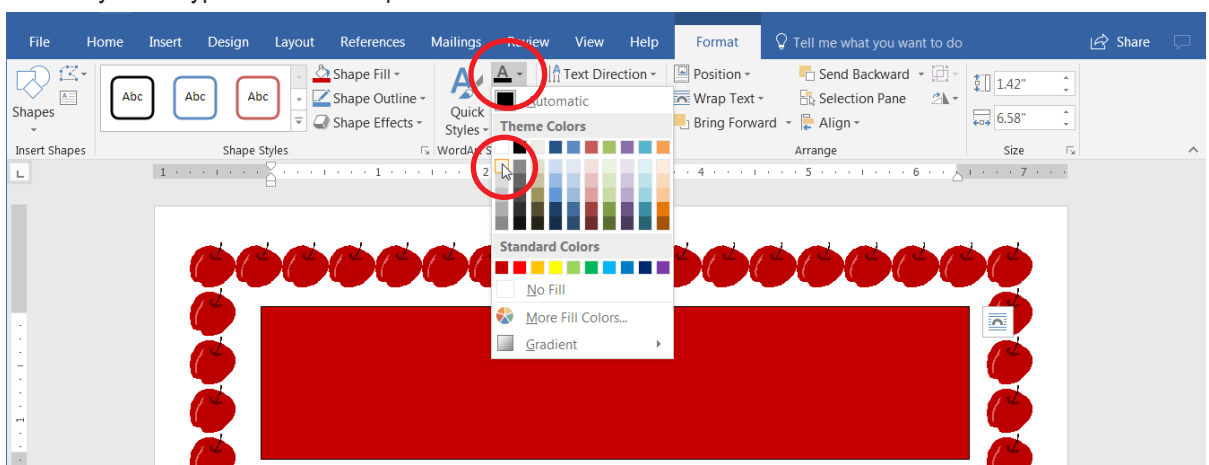 File Home Insert Design Layout References Mailings Review View Help Format Tell me what you want to do Share
Shape Fill A Text Direction Position Send Backward 1.42"
Abc Abc Abc Shape Outline Automatic Wrap Text Selection Pane
Shapes Shape Effects Quick Styles Theme Colors Bring Forward Align 6.58"
Insert Shapes Shape Styles WordArt S Arrange Size
L 1 1 2 4 5 6 7
Standard Colors
No Fill
More Fill Colors...
Gradient
1